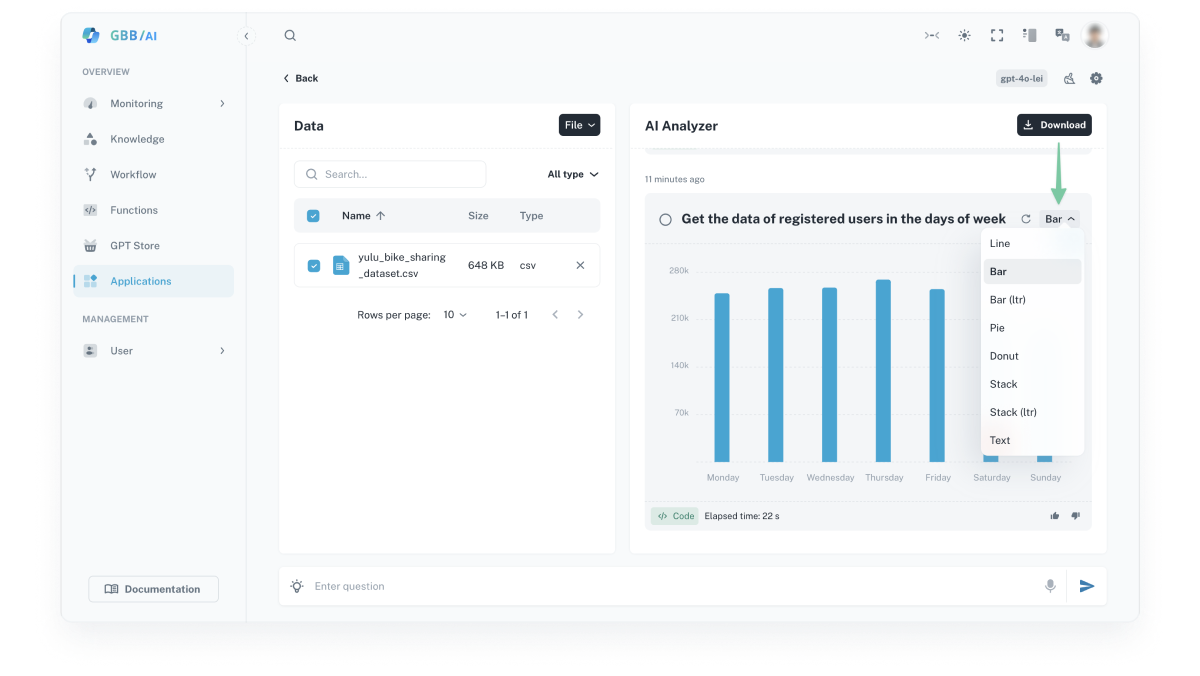 GBB/AI
OVERVIEW
Monitoring
Knowledge
Workflow
Functions
GPT Store
Applications
MANAGEMENT
User
Documentation
Back
gpt-4o-lei
Data
File
Search...
All type
Name
Size
Type
yulu_bike_sharing
_dataset.csv
648 KB
csv
Rows per page:
10
1–1 of 1
AI Analyzer
Download
11 minutes ago
Get the data of registered users in the days of week
Bar
Line
Bar
Bar (ltr)
Pie
Donut
Stack
Stack (ltr)
Text
280k
210k
140k
70k
Monday
Tuesday
Wednesday
Thursday
Friday
Saturday
Sunday
</> Code
Elapsed time: 22 s
Enter question